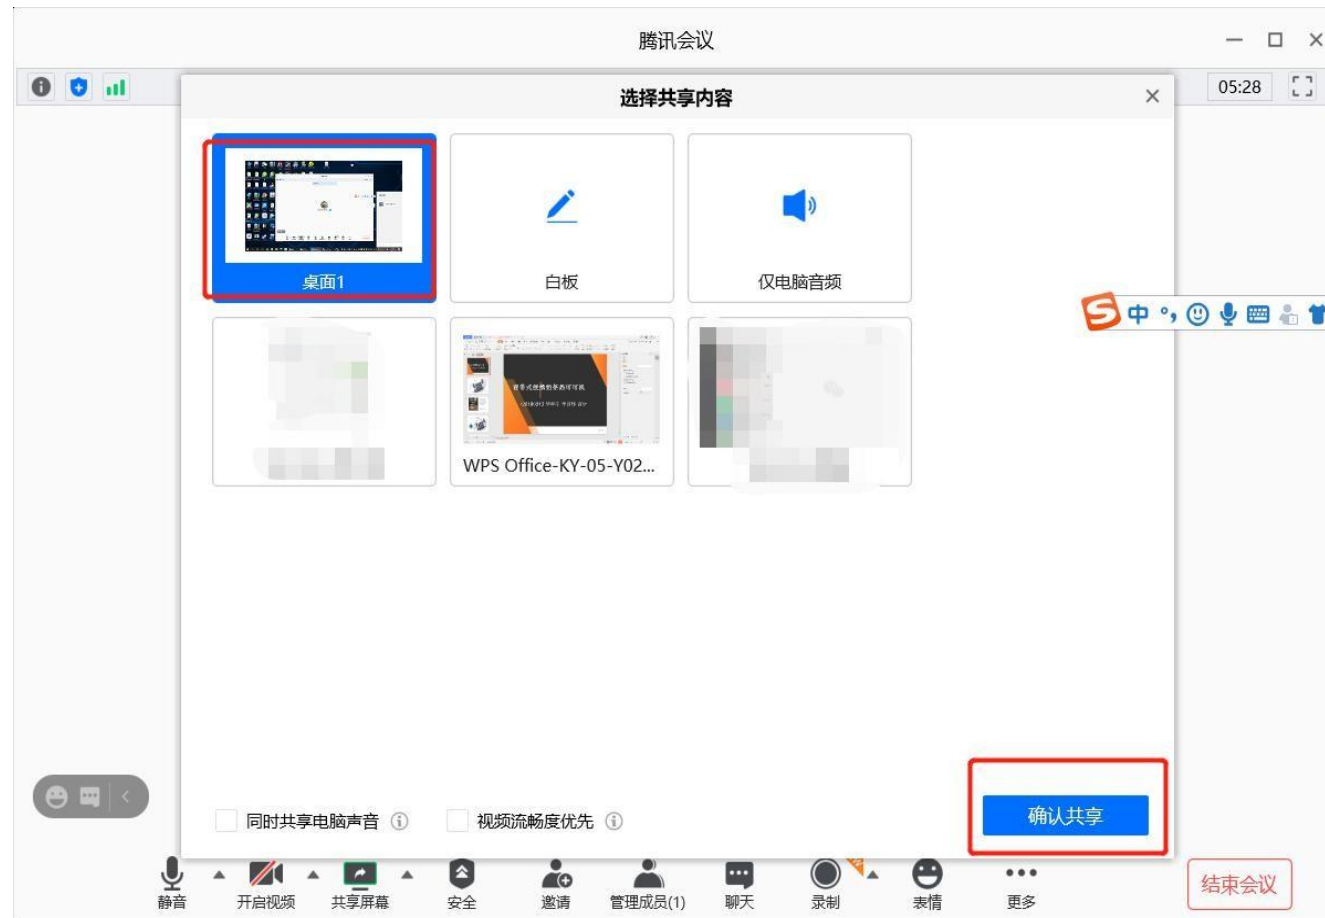 腾讯会议
05:28
选择共享内容
桌面1
白板
仅电脑音频
中
WPS Office-KY-05-Y02...
同时共享电脑声音
视频流畅度优先
确认共享
静音
开启视频
共享屏幕
安全
邀请
管理成员(1)
聊天
录制
表情
更多
结束会议